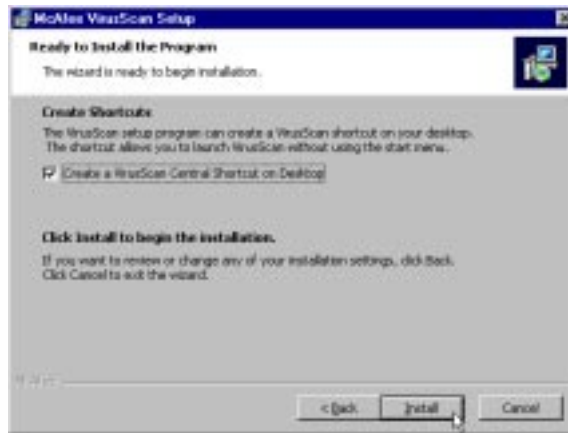 McAfee VirusScan Setup
Ready to Install the Program
The wizard is ready to begin installation.
Create Shortcuts
The VirusScan setup program can create a VirusScan shortcut on your desktop.
The shortcut allows you to launch VirusScan without using the start menu.
Create a VirusScan Central Shortcut on Desktop
Click Install to begin the installation.
If you want to review or change any of your installation settings, click Back.
Click Cancel to exit the wizard.
< Back
Install
Cancel